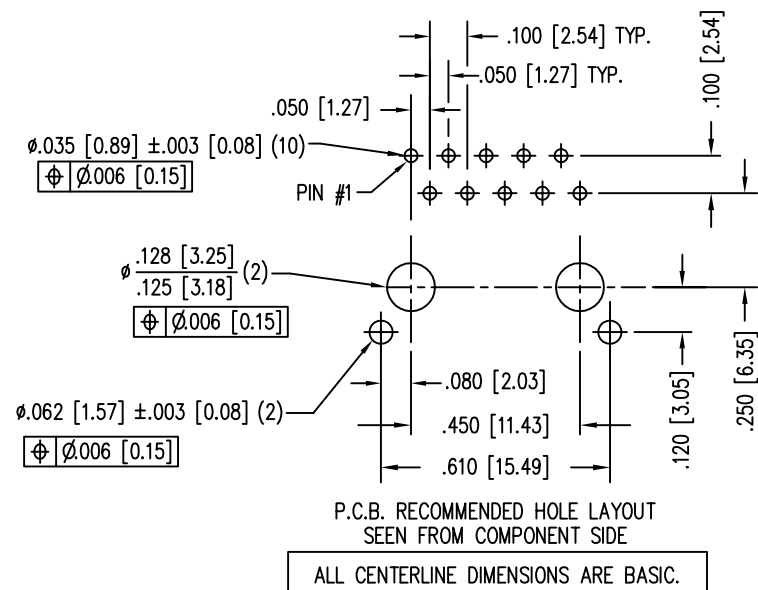 .100 [2.54] TYP.
.050 [1.27] TYP.
.100 [2.54]
.050 [1.27]
ø.035 [0.89] ±.003 [0.08] (10)
⌖ Ø.006 [0.15]
PIN #1
ø .128 [3.25]
.125 [3.18] (2)
⌖ Ø.006 [0.15]
.080 [2.03]
ø.062 [1.57] ±.003 [0.08] (2)
.450 [11.43]
.120 [3.05]
.250 [6.35]
⌖ Ø.006 [0.15]
.610 [15.49]
P.C.B. RECOMMENDED HOLE LAYOUT
SEEN FROM COMPONENT SIDE
ALL CENTERLINE DIMENSIONS ARE BASIC.